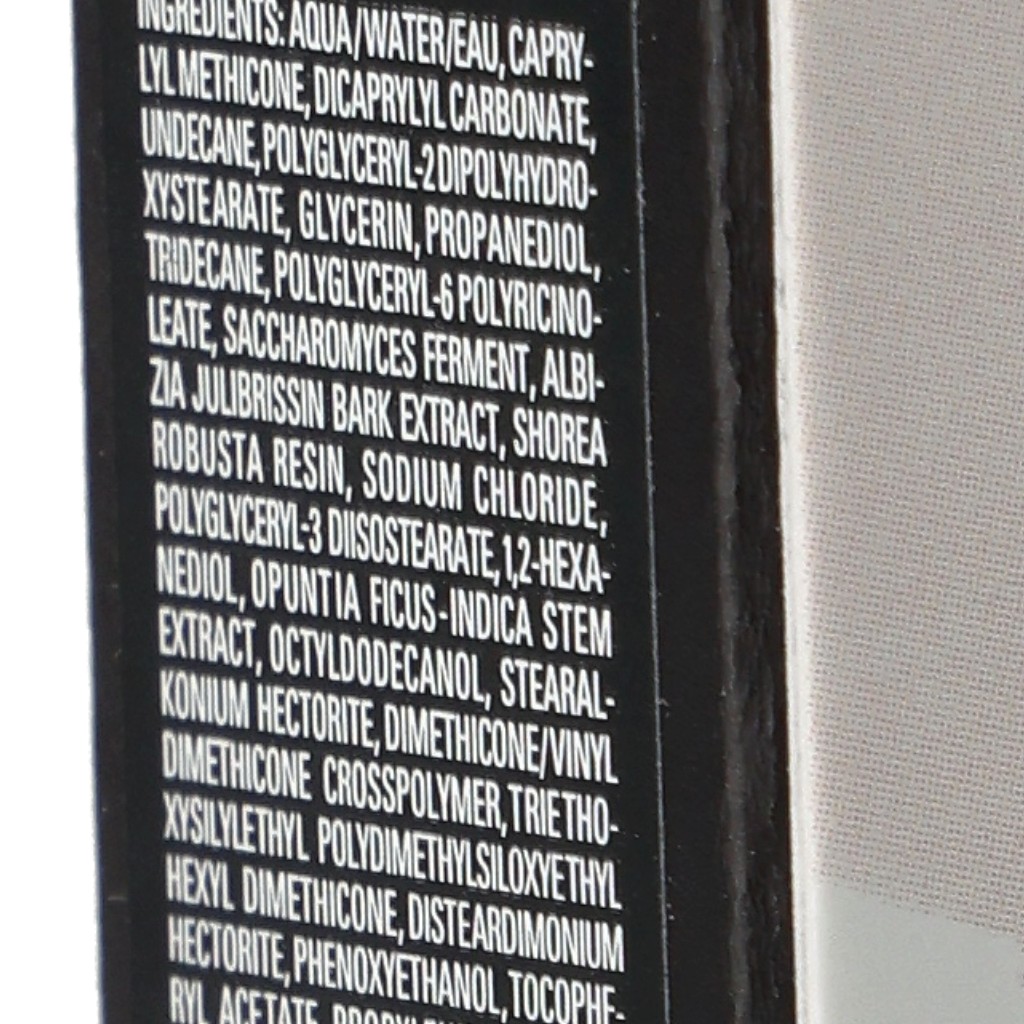 INGREDIENTS: AQUA/WATER/EAU, CAPRY-
LYL METHICONE, DICAPRYLYL CARBONATE,
UNDECANE, POLYGLYCERYL-2 DIPOLYHYDRO-
XYSTEARATE, GLYCERIN, PROPANEDIOL,
TRIDECANE, POLYGLYCERYL-6 POLYRICINO-
LEATE, SACCHAROMYCES FERMENT, ALBI-
ZIA JULIBRISSIN BARK EXTRACT, SHOREA
ROBUSTA RESIN, SODIUM CHLORIDE,
POLYGLYCERYL-3 DIISOSTEARATE, 1,2-HEXA-
NEDIOL, OPUNTIA FICUS-INDICA STEM
EXTRACT, OCTYLDODECANOL, STEARAL-
KONIUM HECTORITE, DIMETHICONE/VINYL
DIMETHICONE CROSSPOLYMER, TRIETHO-
XYSILYLETHYL POLYDIMETHYLSILOXYETHYL
HEXYL DIMETHICONE, DISTEARDIMONIUM
HECTORITE, PHENOXYETHANOL, TOCOPHE-
RYL ACETATE,